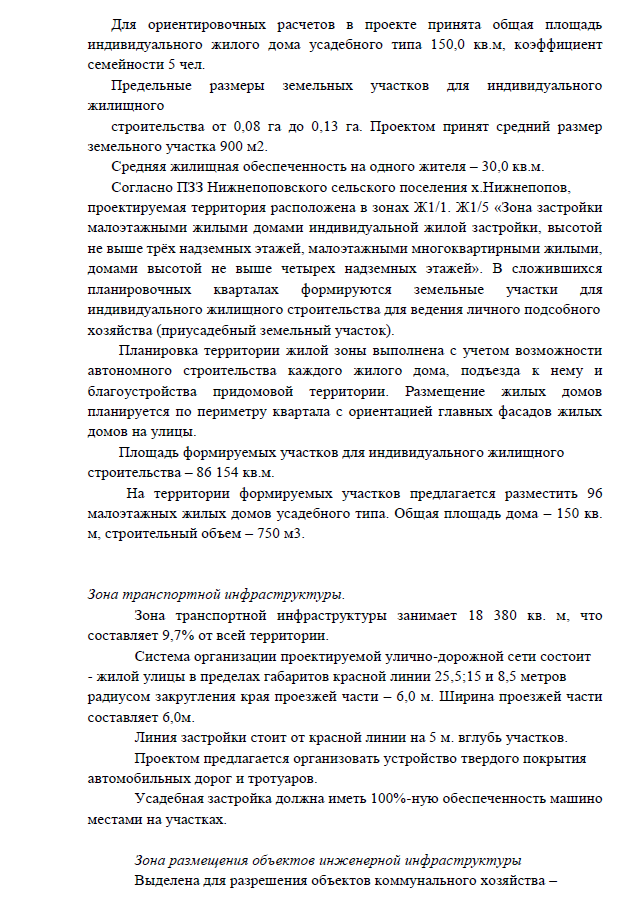 Для ориентировочных расчетов в проекте принята общая площадь
индивидуального жилого дома усадебного типа 150,0 кв.м, коэффициент
семейности 5 чел.
Предельные размеры земельных участков для индивидуального
жилищного
строительства от 0,08 га до 0,13 га. Проектом принят средний размер
земельного участка 900 м2.
Средняя жилищная обеспеченность на одного жителя – 30,0 кв.м.
Согласно ПЗЗ Нижнепоповского сельского поселения х.Нижнепопов,
проектируемая территория расположена в зонах Ж1/1. Ж1/5 «Зона застройки
малоэтажными жилыми домами индивидуальной жилой застройки, высотой
не выше трёх надземных этажей, малоэтажными многоквартирными жилыми,
домами высотой не выше четырех надземных этажей». В сложившихся
планировочных кварталах формируются земельные участки для
индивидуального жилищного строительства для ведения личного подсобного
хозяйства (приусадебный земельный участок).
Планировка территории жилой зоны выполнена с учетом возможности
автономного строительства каждого жилого дома, подъезда к нему и
благоустройства придомовой территории. Размещение жилых домов
планируется по периметру квартала с ориентацией главных фасадов жилых
домов на улицы.
Площадь формируемых участков для индивидуального жилищного
строительства – 86 154 кв.м.
На территории формируемых участков предлагается разместить 96
малоэтажных жилых домов усадебного типа. Общая площадь дома – 150 кв.
м, строительный объем – 750 м3.
Зона транспортной инфраструктуры.
Зона транспортной инфраструктуры занимает 18 380 кв. м, что
составляет 9,7% от всей территории.
Система организации проектируемой улично-дорожной сети состоит
- жилой улицы в пределах габаритов красной линии 25,5;15 и 8,5 метров
радиусом закругления края проезжей части – 6,0 м. Ширина проезжей части
составляет 6,0м.
Линия застройки стоит от красной линии на 5 м. вглубь участков.
Проектом предлагается организовать устройство твердого покрытия
автомобильных дорог и тротуаров.
Усадебная застройка должна иметь 100%-ную обеспеченность машино
местами на участках.
Зона размещения объектов инженерной инфраструктуры
Выделена для разрешения объектов коммунального хозяйства –